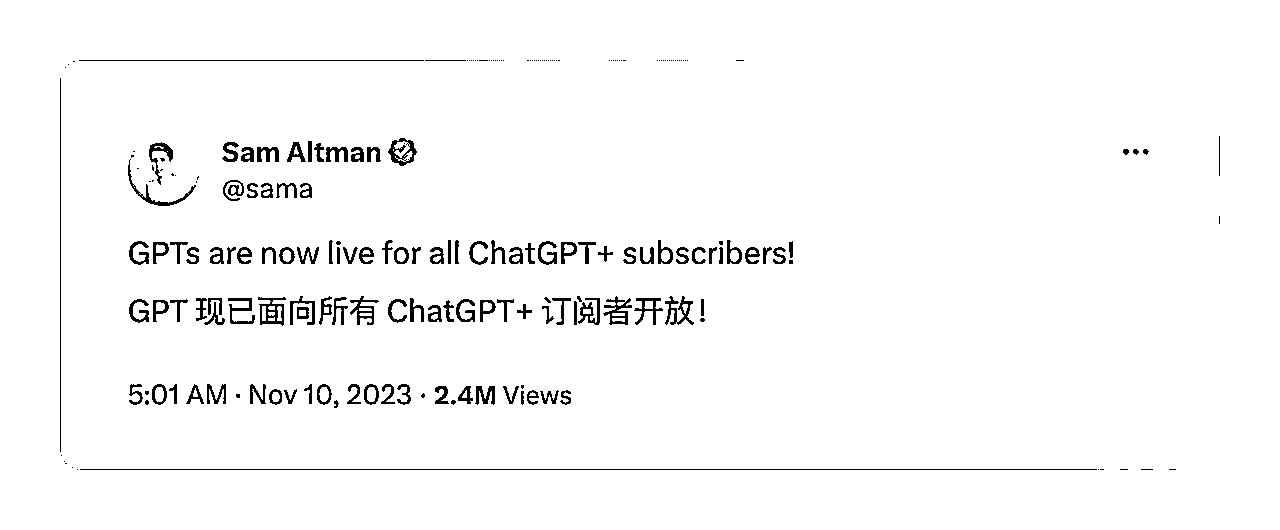 Sam Altman
@sama
GPTs are now live for all ChatGPT+ subscribers!
GPT 现已面向所有 ChatGPT+ 订阅者开放！
5:01 AM · Nov 10, 2023 · 2.4M Views